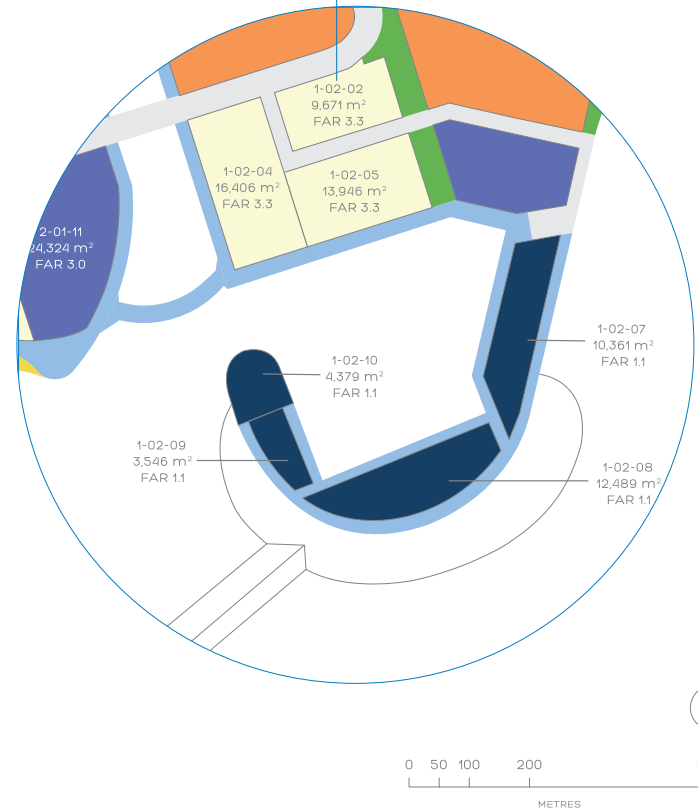 1-02-02
9,671 m²
FAR 3.3
1-02-04
16,406 m²
FAR 3.3
1-02-05
13,946 m²
FAR 3.3
2-01-11
24,324 m²
FAR 3.0
1-02-07
10,361 m²
FAR 1.1
1-02-10
4,379 m²
FAR 1.1
1-02-09
3,546 m²
FAR 1.1
1-02-08
12,489 m²
FAR 1.1
0 50 100 200
METRES